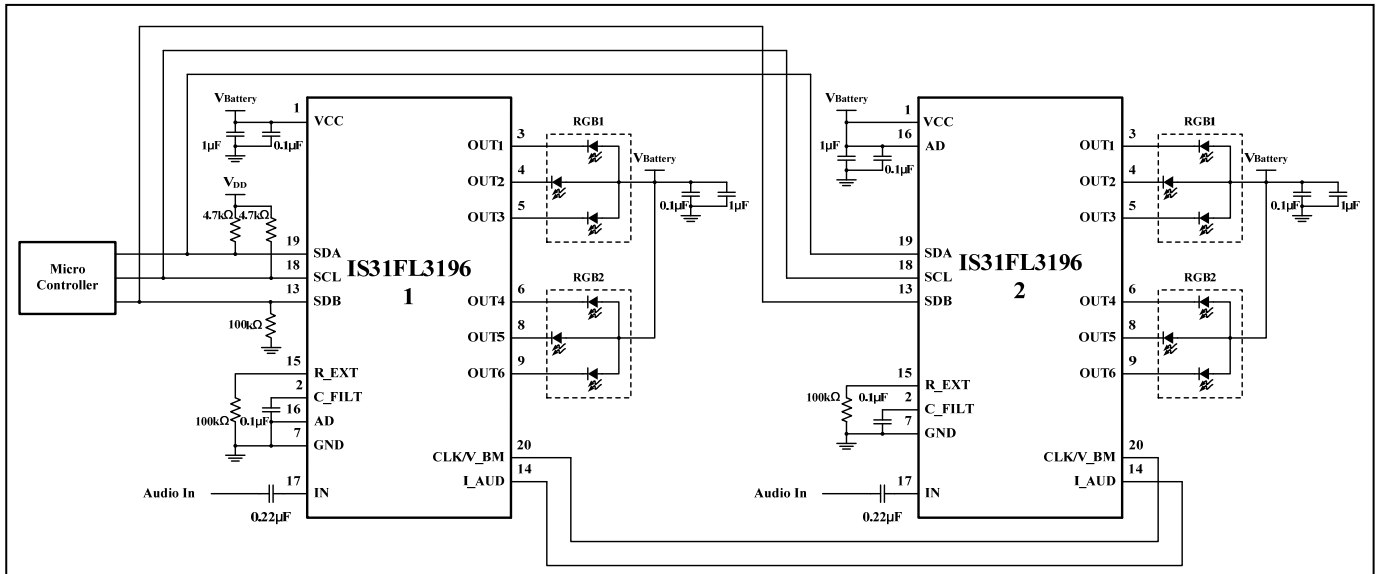 VBattery
1
VCC
1μF
0.1μF
VDD
4.7kΩ 4.7kΩ
Micro
Controller
19
SDA
18
SCL
13
SDB
100kΩ
15
R_EXT
2
C_FILT
100kΩ
0.1μF
16
AD
7
GND
Audio In
17
IN
0.22μF
IS31FL3196
1
OUT1
3
OUT2
4
OUT3
5
OUT4
6
OUT5
8
OUT6
9
CLK/V_BM
20
I_AUD
14
RGB1
VBattery
0.1μF
1μF
RGB2
VBattery
1
VCC
16
AD
1μF
0.1μF
19
SDA
18
SCL
13
SDB
15
R_EXT
100kΩ
0.1μF
2
C_FILT
7
GND
Audio In
17
IN
0.22μF
IS31FL3196
2
OUT1
3
OUT2
4
OUT3
5
OUT4
6
OUT5
8
OUT6
9
CLK/V_BM
20
I_AUD
14
RGB1
VBattery
0.1μF
1μF
RGB2